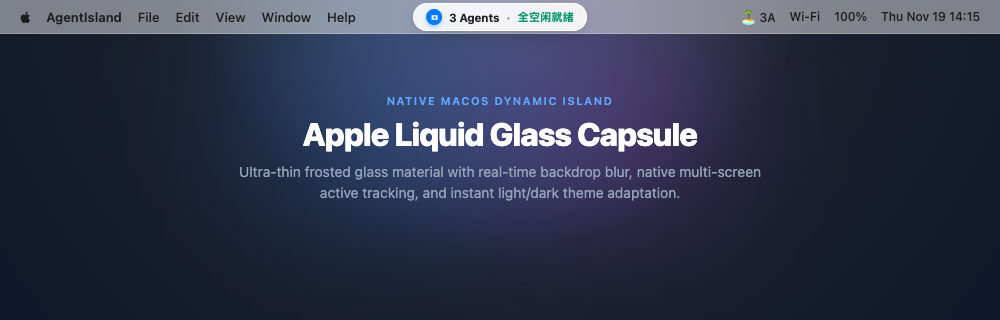 AgentIsland File Edit View Window Help 3 Agents · 全空闲就绪 3A Wi-Fi 100% Thu Nov 19 14:15
NATIVE MACOS DYNAMIC ISLAND
Apple Liquid Glass Capsule
Ultra-thin frosted glass material with real-time backdrop blur, native multi-screen
active tracking, and instant light/dark theme adaptation.